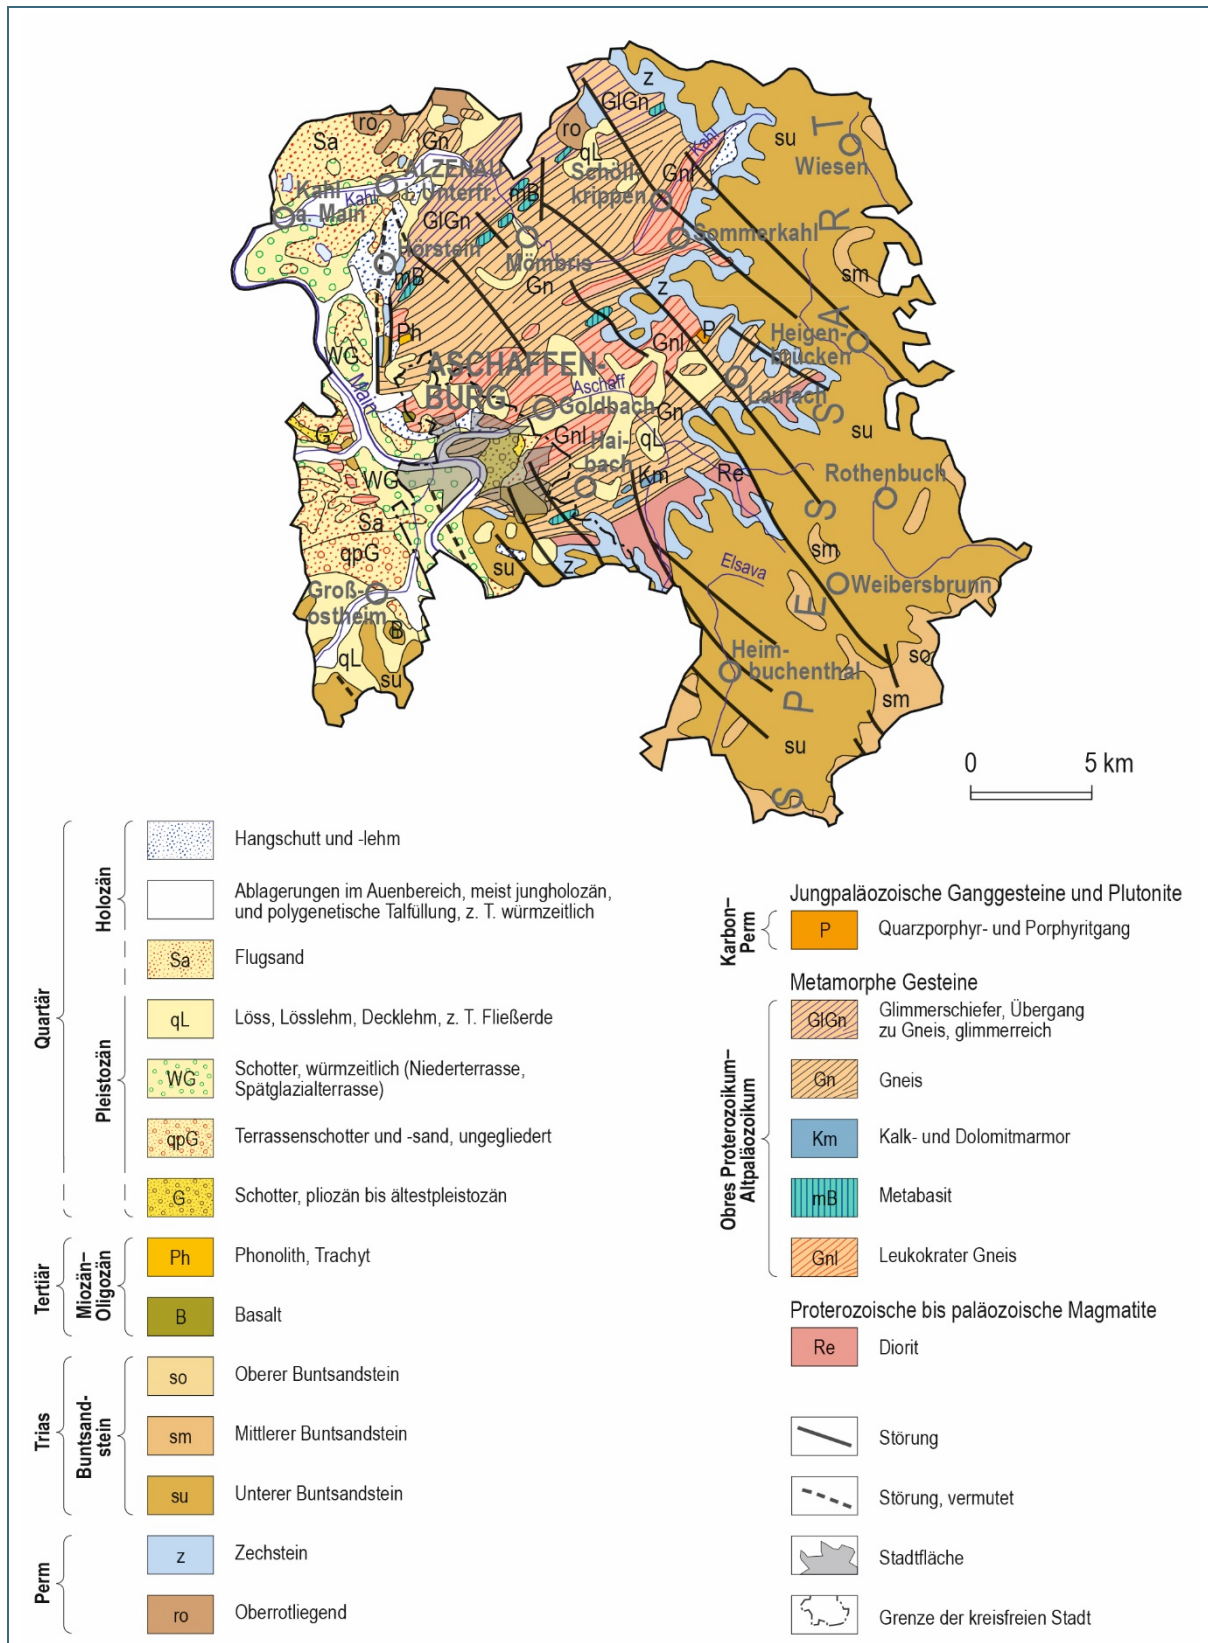 z
GlGn
ro
ro
Sa
Gn
qL
Kahl
su
Wiesen
Schöll-
krippen
Gnl
ALZENAU
i. Unterfr.
mB
Kahl
a. Main
Kahl
GlGn
Sommerkahl
Hörstein
mB
Mömbris
Gn
z
sm
Ph
P
Gnl
Heigen-
brücken
WG
ASCHAFFEN-
BURG
Aschaff
Goldbach
Laufach
Main
z
Gn
G
Gnl
Hai-
bach
qL
su
WG
Km
Re
Rothenbuch
Sa
qpG
su
z
sm
Elsava
Weibersbrunn
Groß-
ostheim
B
qL
su
Heim-
buchenthal
so
sm
su
SPESSART
0 5 km
Quartär
Holozän
Hangschutt und -lehm
Ablagerungen im Auenbereich, meist jungholozän,
und polygenetische Talfüllung, z. T. würmzeitlich
Pleistozän
Sa Flugsand
qL Löss, Lösslehm, Decklehm, z. T. Fließerde
WG Schotter, würmzeitlich (Niederterrasse,
Spätglazialterrasse)
qpG Terrassenschotter und -sand, ungegliedert
G Schotter, pliozän bis ältestpleistozän
Tertiär
Miozän–
Oligozän
Ph Phonolith, Trachyt
B Basalt
Trias
Buntsand-
stein
so Oberer Buntsandstein
sm Mittlerer Buntsandstein
su Unterer Buntsandstein
Perm
z Zechstein
ro Oberrotliegend
Jungpaläozoische Ganggesteine und Plutonite
Karbon–
Perm
P Quarzporphyr- und Porphyritgang
Metamorphe Gesteine
Obres Proterozoikum–
Altpaläozoikum
GlGn Glimmerschiefer, Übergang
zu Gneis, glimmerreich
Gn Gneis
Km Kalk- und Dolomitmarmor
mB Metabasit
Gnl Leukokrater Gneis
Proterozoische bis paläozoische Magmatite
Re Diorit
Störung
Störung, vermutet
Stadtfläche
Grenze der kreisfreien Stadt